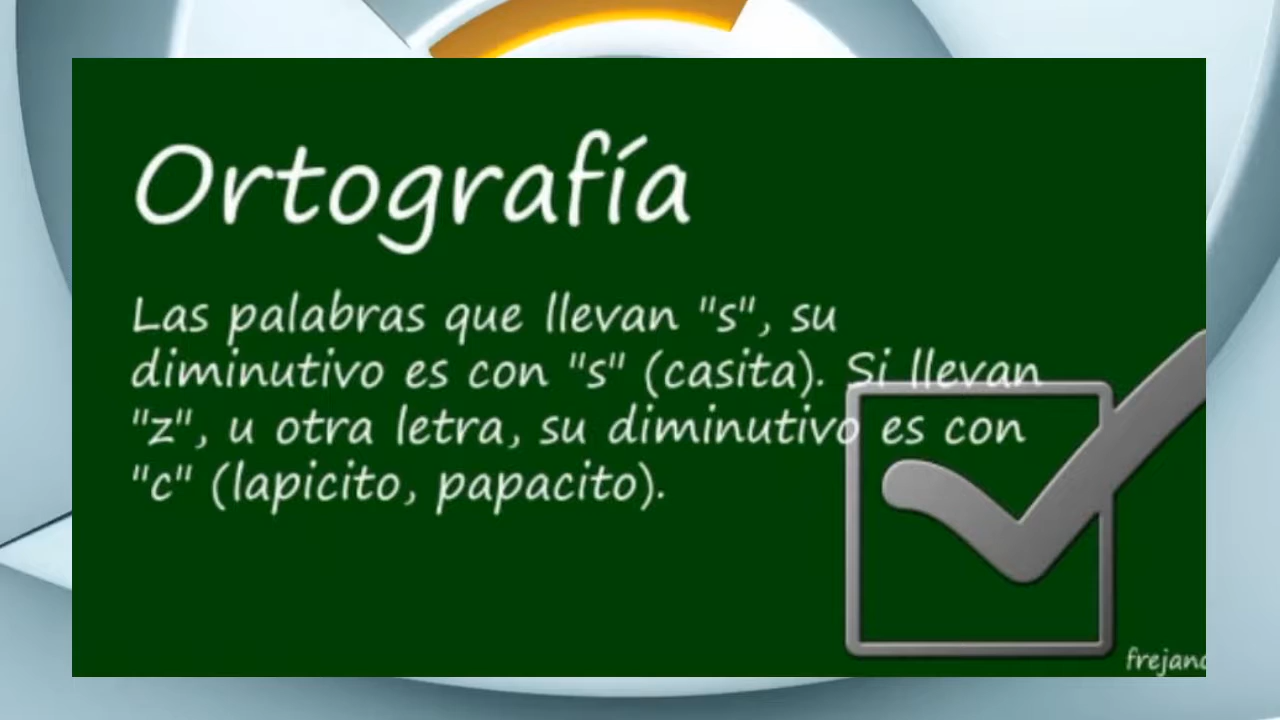 Ortografía
Las palabras que llevan "s", su
diminutivo es con "s" (casita). Si llevan
"z", u otra letra, su diminutivo es con
"c" (lapicito, papacito).